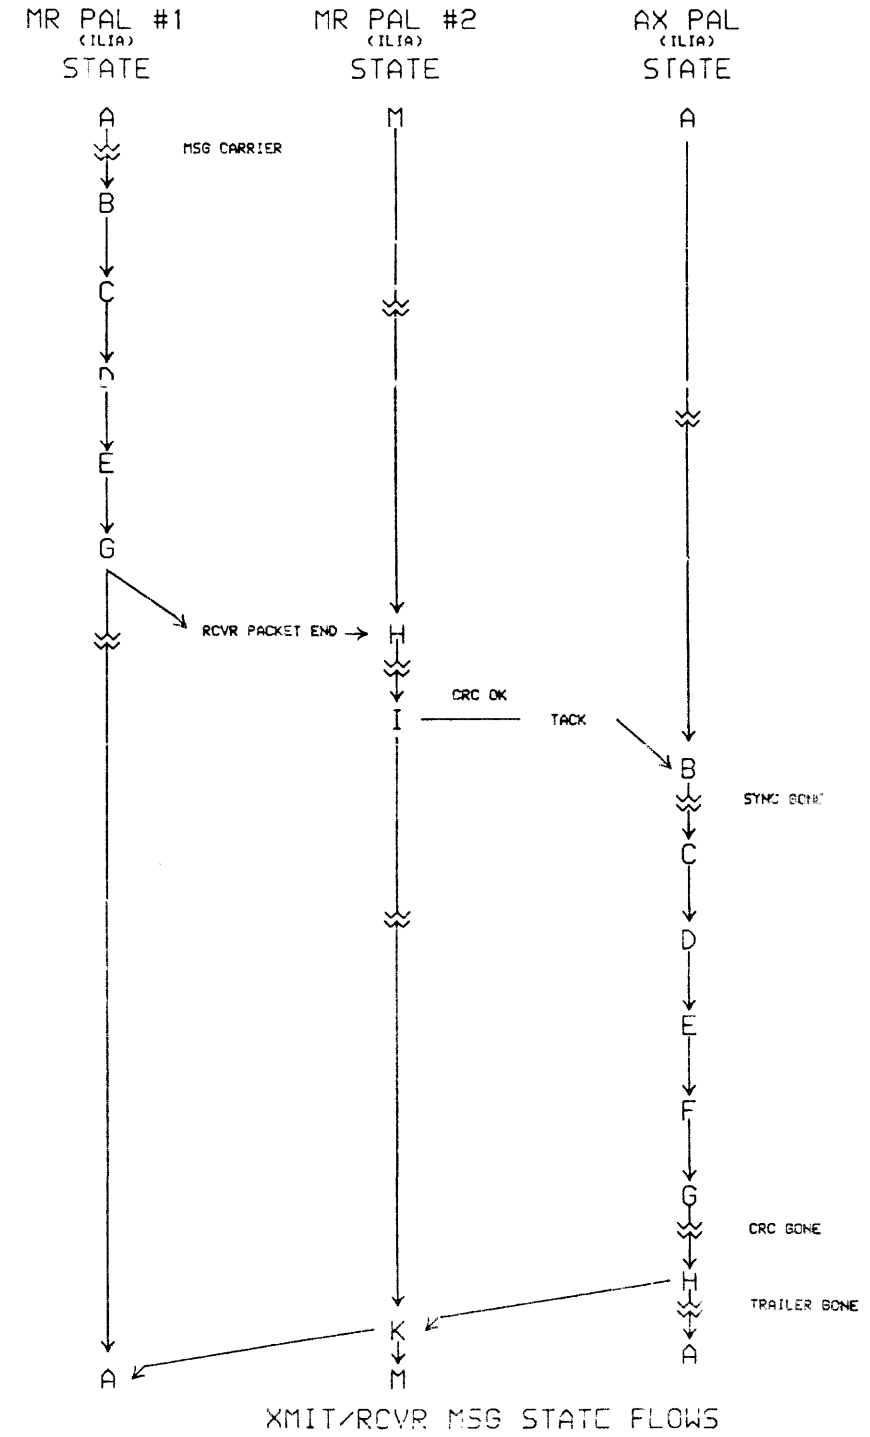 MR PAL #1 MR PAL #2 AX PAL
(ILIA) (ILIA) (ILIA)
STATE STATE STATE
A M A
MSG CARRIER
B
C
D
E
G
RCVR PACKET END H
CRC OK
I TACK
B
SYNC GONE
C
D
E
F
G
CRC GONE
H
TRAILER GONE
K
A
A M
XMIT/RCVR MSG STATE FLOWS